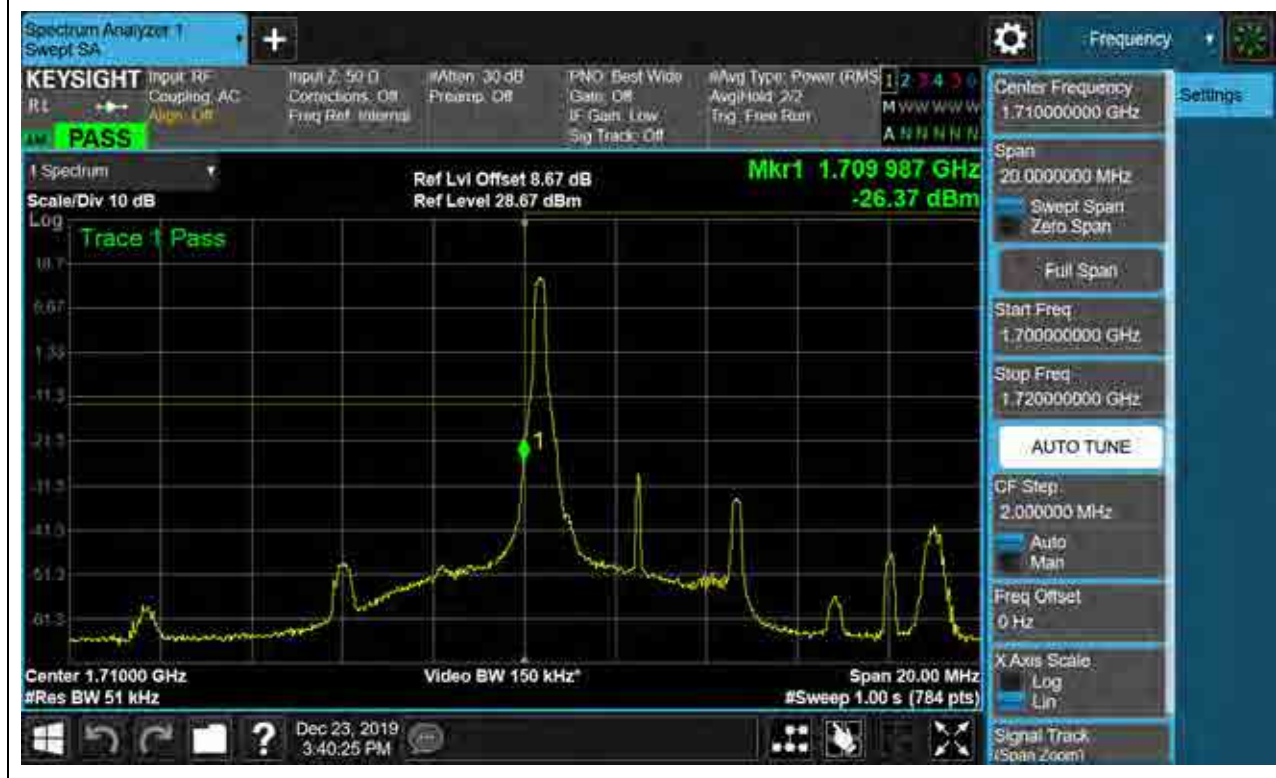 Spectrum Analyzer 1
Swept SA
+
Frequency
KEYSIGHT
Input: RF
Input Z: 50 Ω
#Atten: 30 dB
PNO: Best Wide
#Avg Type: Power (RMS
1 2 3 4 5 6
R L
Coupling: AC
Corrections: Off
Preamp: Off
Gate: Off
Avg|Hold: 2/2
M W W W W W W
Align: Off
Freq Ref: Internal
IF Gain: Low
Trig: Free Run
PASS
Sig Track: Off
A N N N N N N
1 Spectrum
Ref Lvl Offset 8.67 dB
Mkr1 1.709 987 GHz
Scale/Div 10 dB
Ref Level 28.67 dBm
-26.37 dBm
Log
Trace 1 Pass
18.7
8.67
-1.33
-11.3
-21.3
-31.3
-41.3
-51.3
-61.3
1
Center 1.71000 GHz
Video BW 150 kHz*
Span 20.00 MHz
#Res BW 51 kHz
#Sweep 1.00 s (784 pts)
?
Dec 23, 2019
3:40:25 PM
Center Frequency
1.710000000 GHz
Settings
Span
20.0000000 MHz
Swept Span
Zero Span
Full Span
Start Freq
1.700000000 GHz
Stop Freq
1.720000000 GHz
AUTO TUNE
CF Step
2.000000 MHz
Auto
Man
Freq Offset
0 Hz
X Axis Scale
Log
Lin
Signal Track
(Span Zoom)